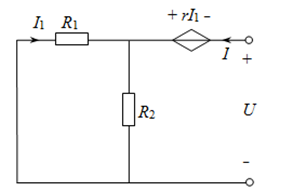 I₁ R₁ + rI₁ −
I
+
R₂ U
−